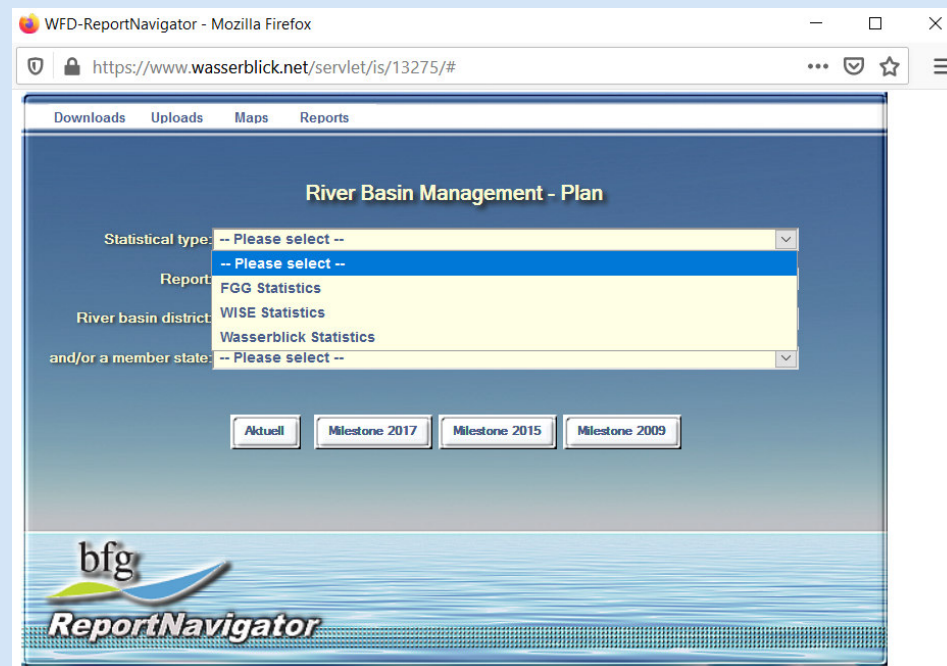 WFD-ReportNavigator - Mozilla Firefox
https://www.wasserblick.net/servlet/is/13275/#
Downloads Uploads Maps Reports
River Basin Management - Plan
Statistical type: -- Please select --
-- Please select --
Report
FGG Statistics
River basin district
WISE Statistics
Wasserblick Statistics
and/or a member state: -- Please select --
Aktuell Milestone 2017 Milestone 2015 Milestone 2009
bfg
ReportNavigator